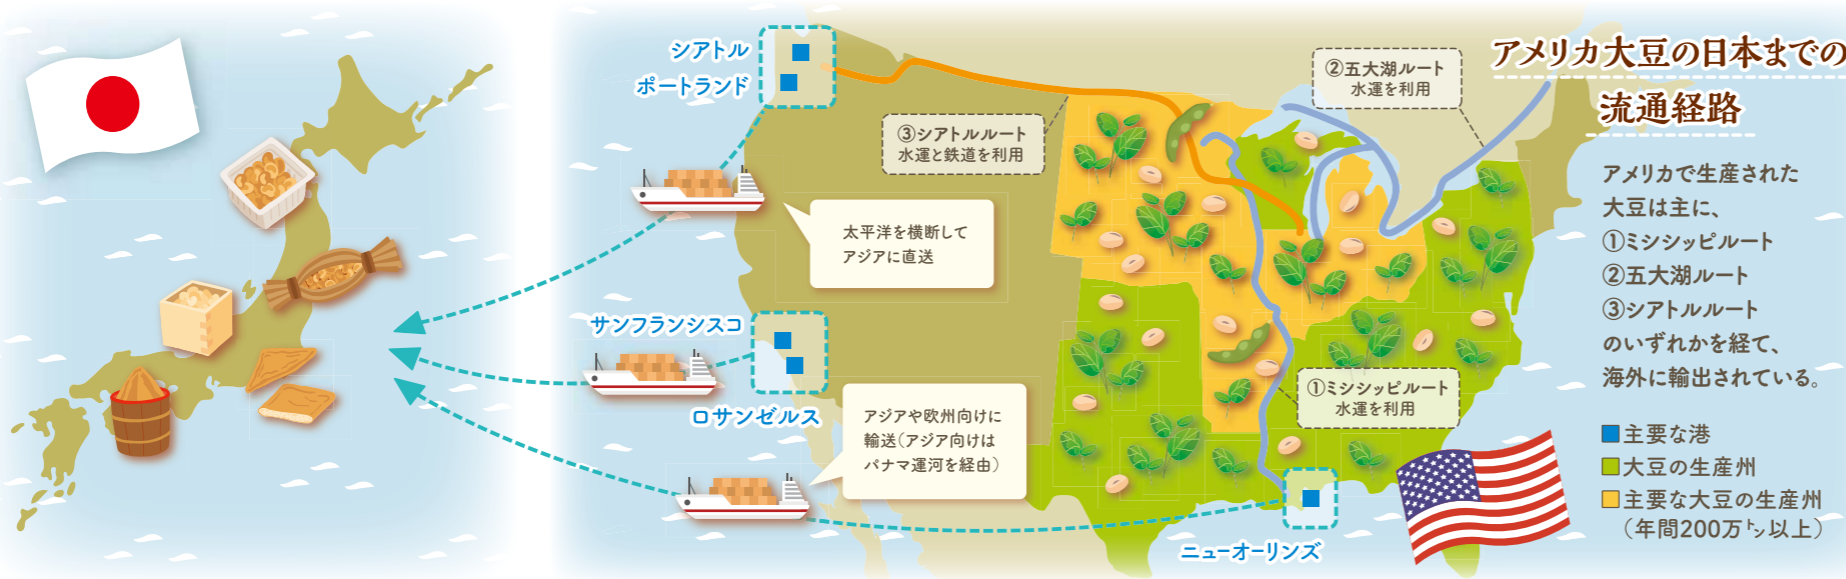 アメリカ大豆の日本までの
流通経路
アメリカで生産された
大豆は主に、
①ミシシッピルート
②五大湖ルート
③シアトルルート
のいずれかを経て、
海外に輸出されている。
主要な港
大豆の生産州
主要な大豆の生産州
（年間200万㌧以上）
シアトル
ポートランド
②五大湖ルート
水運を利用
③シアトルルート
水運と鉄道を利用
太平洋を横断して
アジアに直送
サンフランシスコ
ロサンゼルス
①ミシシッピルート
水運を利用
アジアや欧州向けに
輸送（アジア向けは
パナマ運河を経由）
ニューオーリンズ